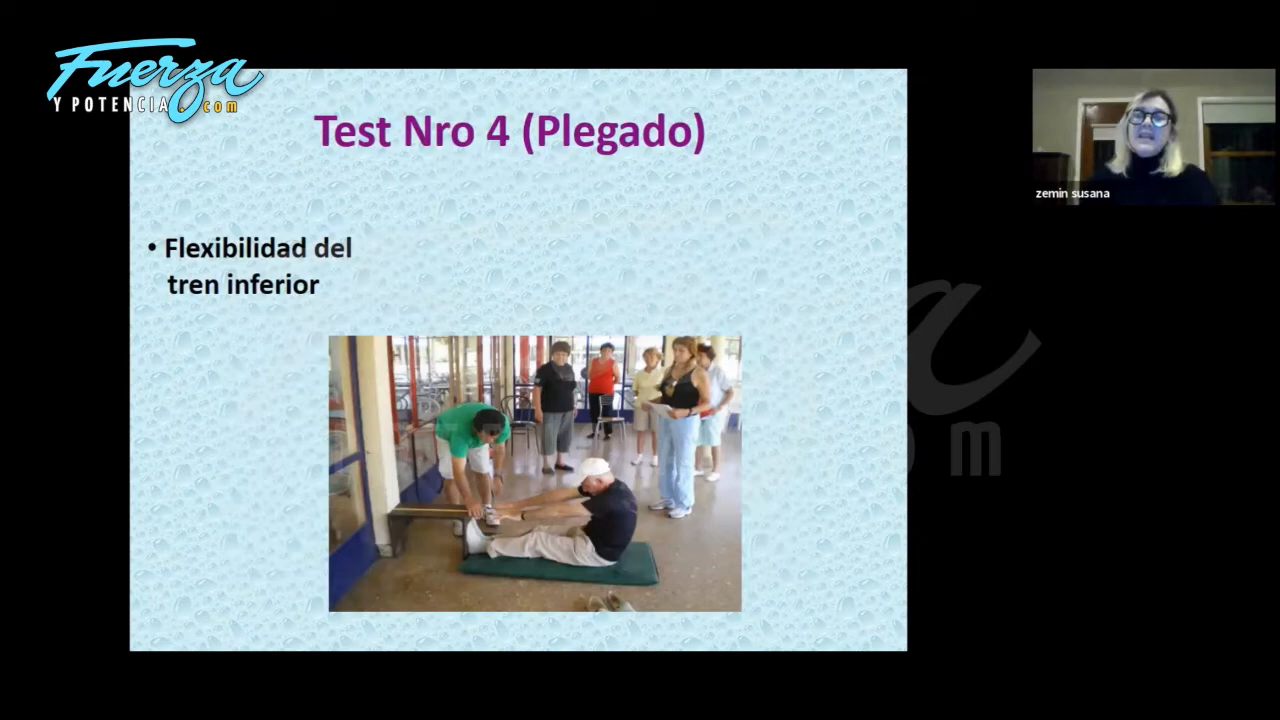 Fuerza
Y POTENCIA.com
Test Nro 4 (Plegado)
• Flexibilidad del
tren inferior
zemin susana